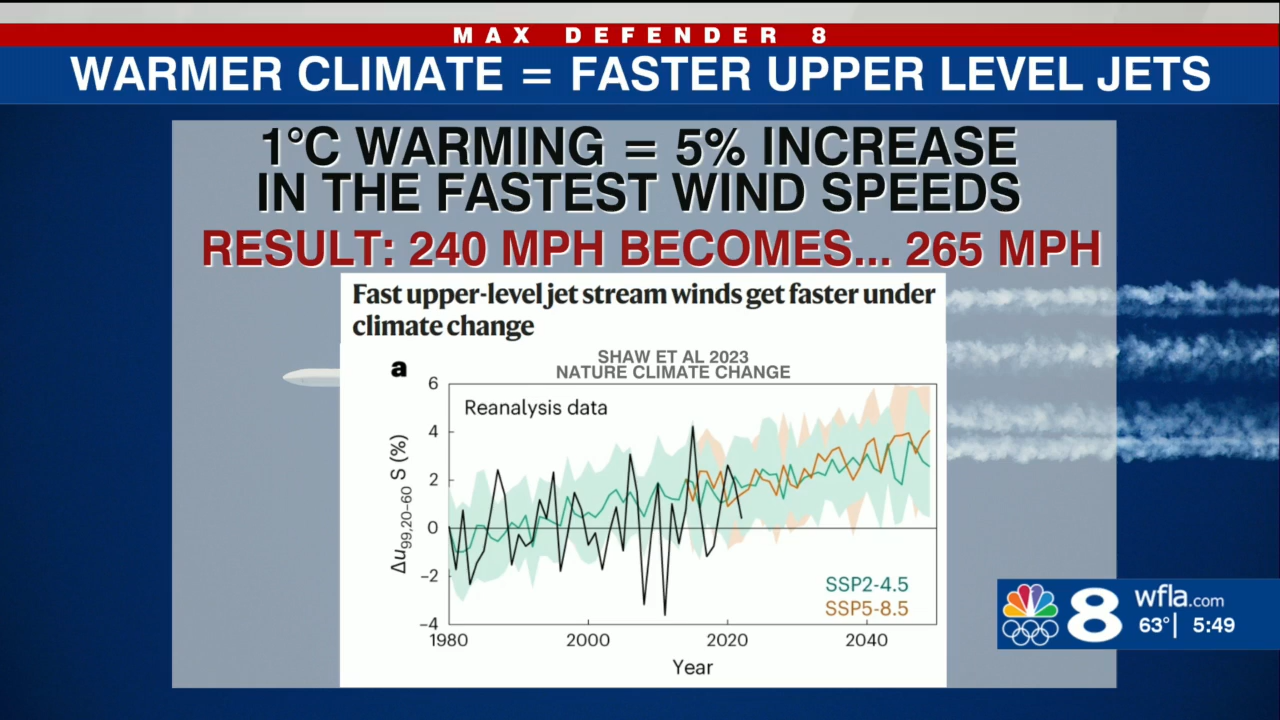 MAX DEFENDER 8
WARMER CLIMATE = FASTER UPPER LEVEL JETS
1°C WARMING = 5% INCREASE
IN THE FASTEST WIND SPEEDS
RESULT: 240 MPH BECOMES... 265 MPH
Fast upper-level jet stream winds get faster under
climate change
SHAW ET AL 2023
NATURE CLIMATE CHANGE
a
Reanalysis data
6
4
2
0
−2
−4
Δu99,20–60 S (%)
SSP2-4.5
SSP5-8.5
1980 2000 2020 2040
Year
8 wfla.com
63° | 5:49